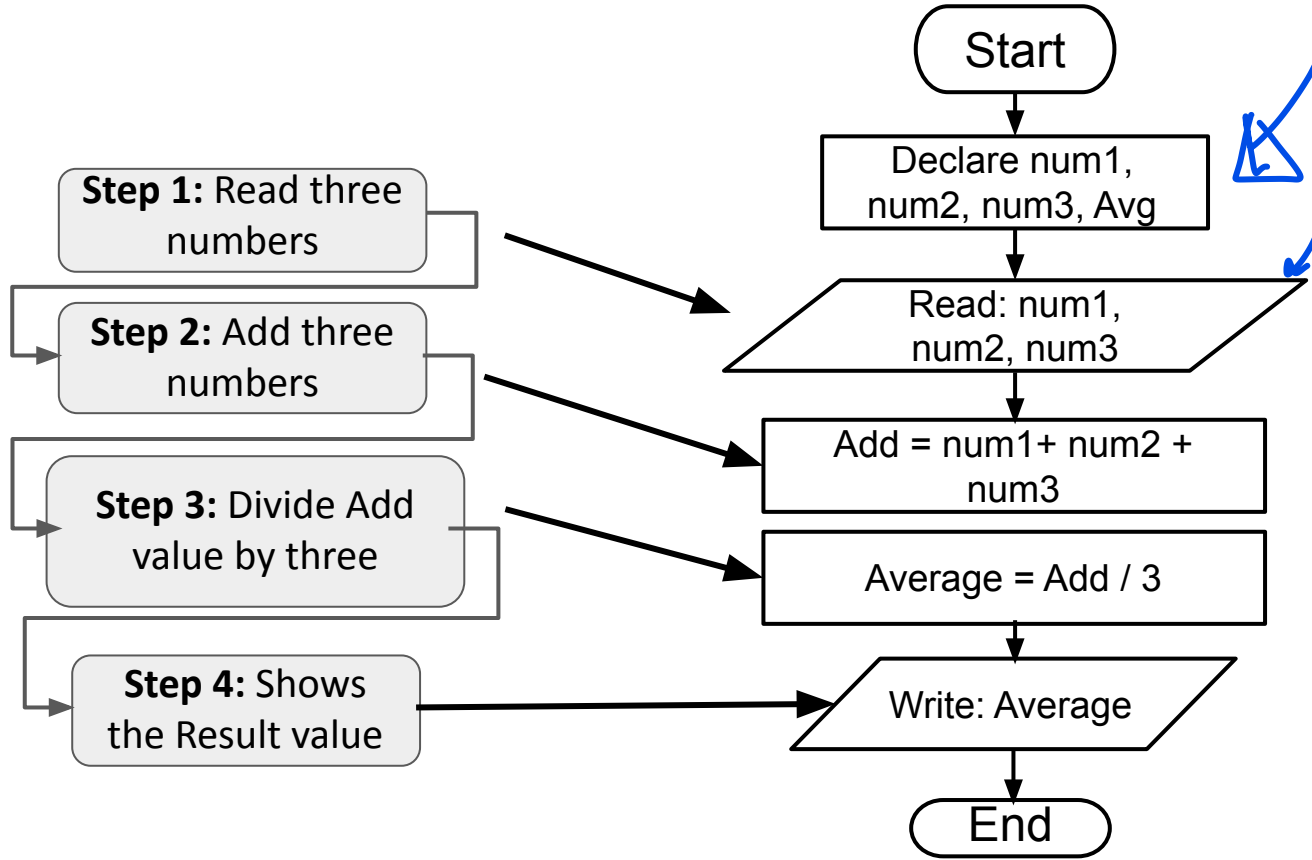 Step 1: Read three
numbers
Step 2: Add three
numbers
Step 3: Divide Add
value by three
Step 4: Shows
the Result value
Start
Declare num1,
num2, num3, Avg
Read: num1,
num2, num3
Add = num1+ num2 +
num3
Average = Add / 3
Write: Average
End